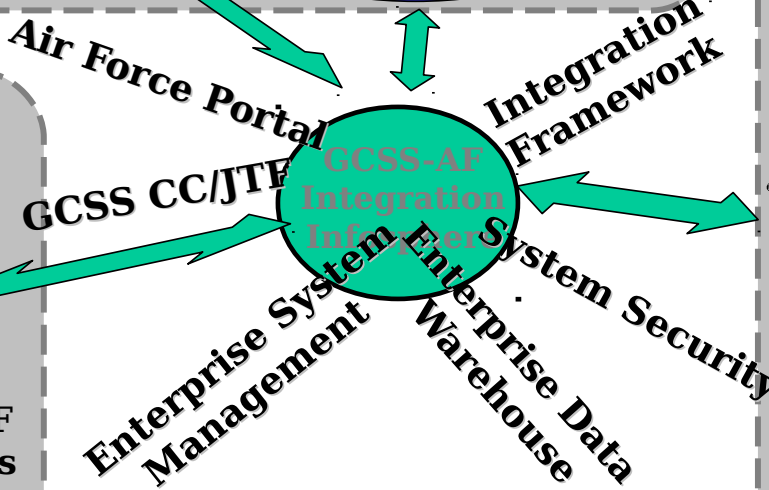 Air Force Portal
Integration
Framework
GCSS CC/JTF
GCSS-AF
Integration
System Security
Enterprise System
Management
Enterprise Data
Warehouse
F
s